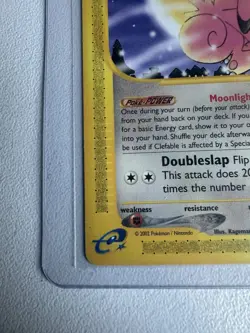 Poké-POWER Moonlight
Once during your turn (before your attack)
from your hand back on your deck. If you
for a basic Energy card, show it to your o
into your hand. Shuffle your deck afterwa
be used if Clefable is affected by a Specia
Doubleslap Flip
This attack does 20
times the number
weakness resistance
© 2002 Pokémon / Nintendo Illus. Kagemar
e